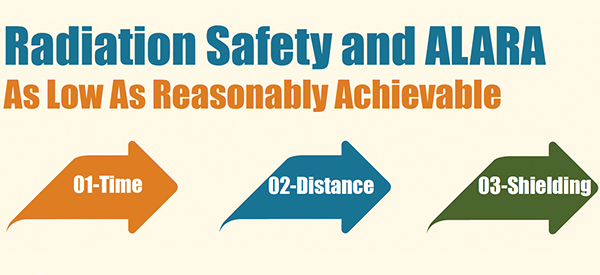 Radiation Safety and ALARA
As Low As Reasonably Achievable
01-Time
02-Distance
03-Shielding